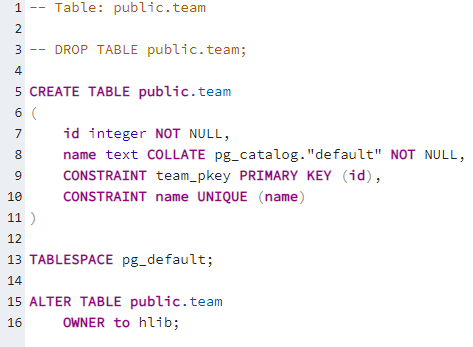 1 -- Table: public.team
2
3 -- DROP TABLE public.team;
4
5 CREATE TABLE public.team
6 (
7     id integer NOT NULL,
8     name text COLLATE pg_catalog."default" NOT NULL,
9     CONSTRAINT team_pkey PRIMARY KEY (id),
10     CONSTRAINT name UNIQUE (name)
11 )
12
13 TABLESPACE pg_default;
14
15 ALTER TABLE public.team
16     OWNER to hlib;